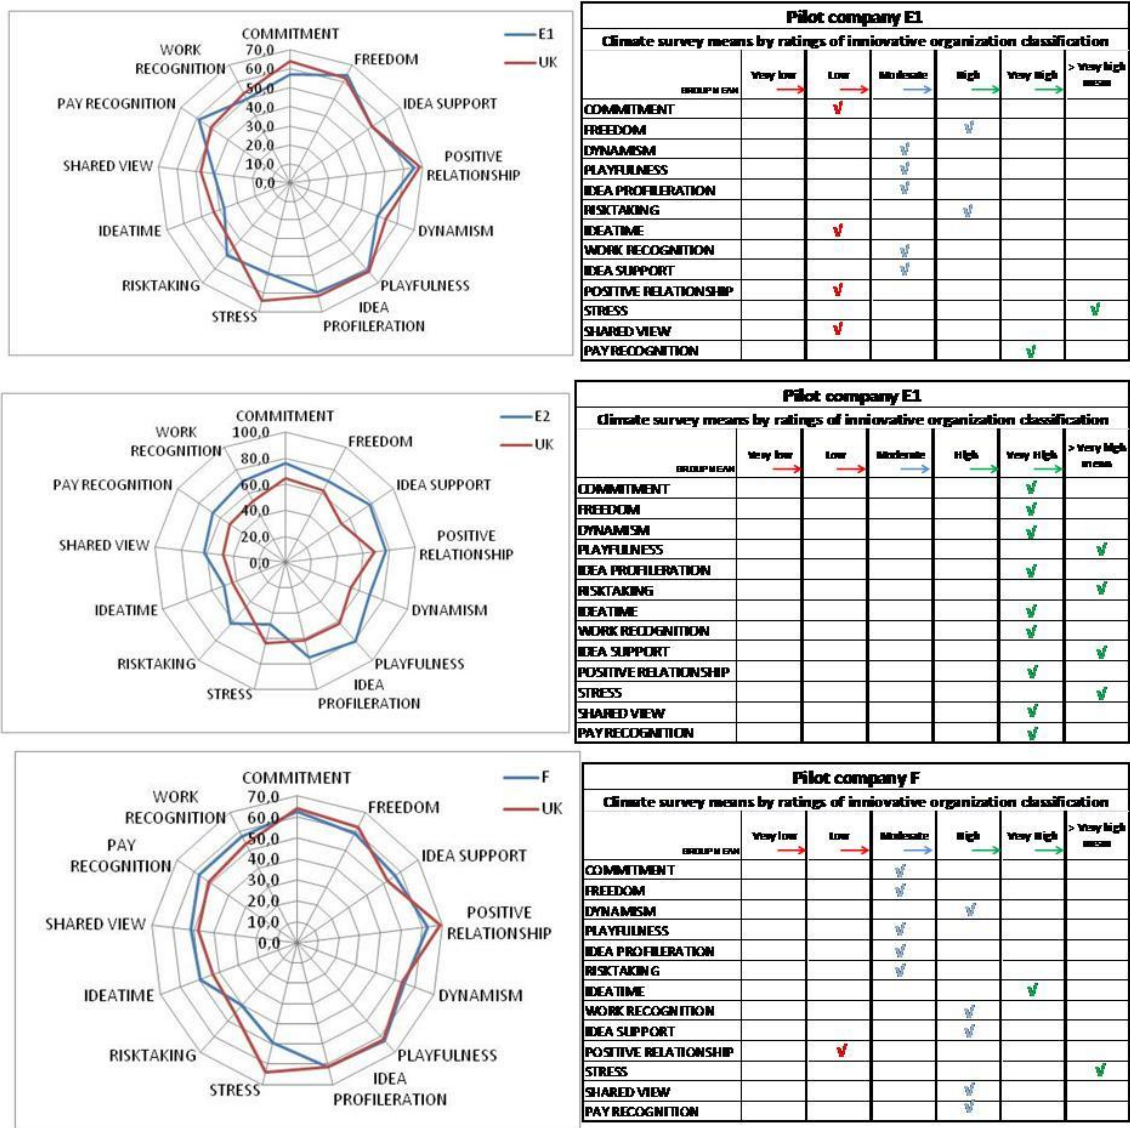 COMMITMENT
WORK
RECOGNITION
FREEDOM
PAY RECOGNITION
IDEA SUPPORT
SHARED VIEW
POSITIVE
RELATIONSHIP
IDEATIME
DYNAMISM
RISKTAKING
PLAYFULNESS
STRESS
IDEA
PROFILERATION
70,0
60,0
50,0
40,0
30,0
20,0
10,0
0,0
E1
UK
Pilot company E1
Climate survey means by ratings of inniovative organization classification
GROUP MEAN Very low Low Moderate High Very High > Very high
mean
COMMITMENT √
FREEDOM √
DYNAMISM √
PLAYFULNESS √
IDEA PROFILERATION √
RISKTAKING √
IDEATIME √
WORK RECOGNITION √
IDEA SUPPORT √
POSITIVE RELATIONSHIP √
STRESS √
SHARED VIEW √
PAY RECOGNITION √
COMMITMENT
WORK
RECOGNITION
FREEDOM
PAY RECOGNITION
IDEA SUPPORT
SHARED VIEW
POSITIVE
RELATIONSHIP
IDEATIME
DYNAMISM
RISKTAKING
PLAYFULNESS
STRESS
IDEA
PROFILERATION
100,0
80,0
60,0
40,0
20,0
0,0
E2
UK
Pilot company E1
Climate survey means by ratings of inniovative organization classification
GROUP MEAN Very low Low Moderate High Very High > Very high
mean
COMMITMENT √
FREEDOM √
DYNAMISM √
PLAYFULNESS √
IDEA PROFILERATION √
RISKTAKING √
IDEATIME √
WORK RECOGNITION √
IDEA SUPPORT √
POSITIVE RELATIONSHIP √
STRESS √
SHARED VIEW √
PAY RECOGNITION √
COMMITMENT
WORK
RECOGNITION
FREEDOM
PAY
RECOGNITION
IDEA SUPPORT
SHARED VIEW
POSITIVE
RELATIONSHIP
IDEATIME
DYNAMISM
RISKTAKING
PLAYFULNESS
STRESS
IDEA
PROFILERATION
70,0
60,0
50,0
40,0
30,0
20,0
10,0
0,0
F
UK
Pilot company F
Climate survey means by ratings of inniovative organization classification
GROUP MEAN Very low Low Moderate High Very High > Very high
mean
COMMITMENT √
FREEDOM √
DYNAMISM √
PLAYFULNESS √
IDEA PROFILERATION √
RISKTAKING √
IDEATIME √
WORK RECOGNITION √
IDEA SUPPORT √
POSITIVE RELATIONSHIP √
STRESS √
SHARED VIEW √
PAY RECOGNITION √